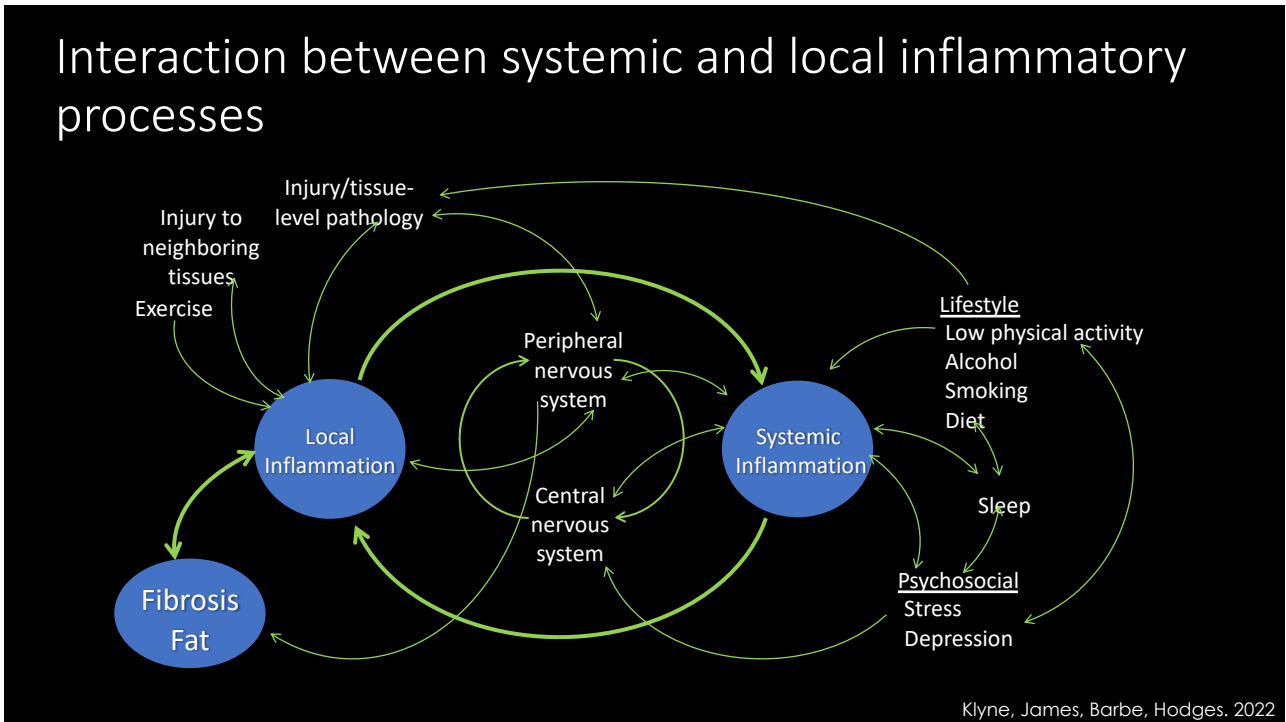 Interaction between systemic and local inflammatory
processes
Injury/tissue-
level pathology
Injury to
neighboring
tissues
Exercise
Lifestyle
Low physical activity
Alcohol
Smoking
Diet
Peripheral
nervous
system
Local
Inflammation
Systemic
Inflammation
Central
nervous
system
Sleep
Fibrosis
Fat
Psychosocial
Stress
Depression
Klyne, James, Barbe, Hodges. 2022